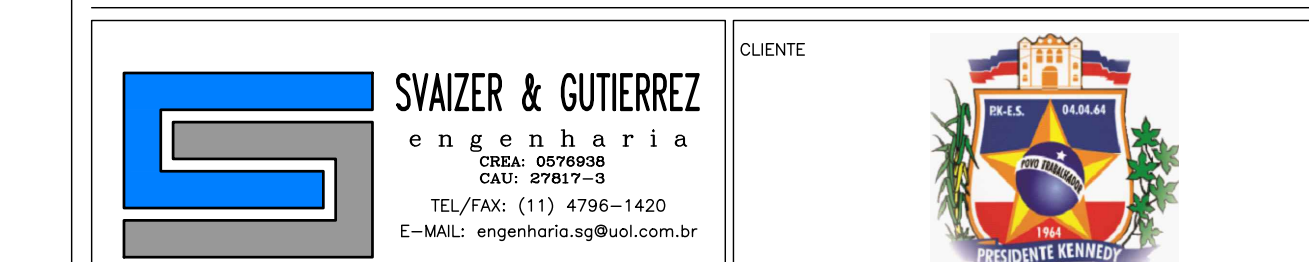 SVAIZER & GUTIERREZ
engenharia
CREA: 0576938
CAU: 27817-3
TEL/FAX: (11) 4796-1420
E-MAIL: engenharia.sg@uol.com.br
CLIENTE
P.K-E.S. 04.04.64
POVO TRABALHADOR
1964
PRESIDENTE KENNEDY